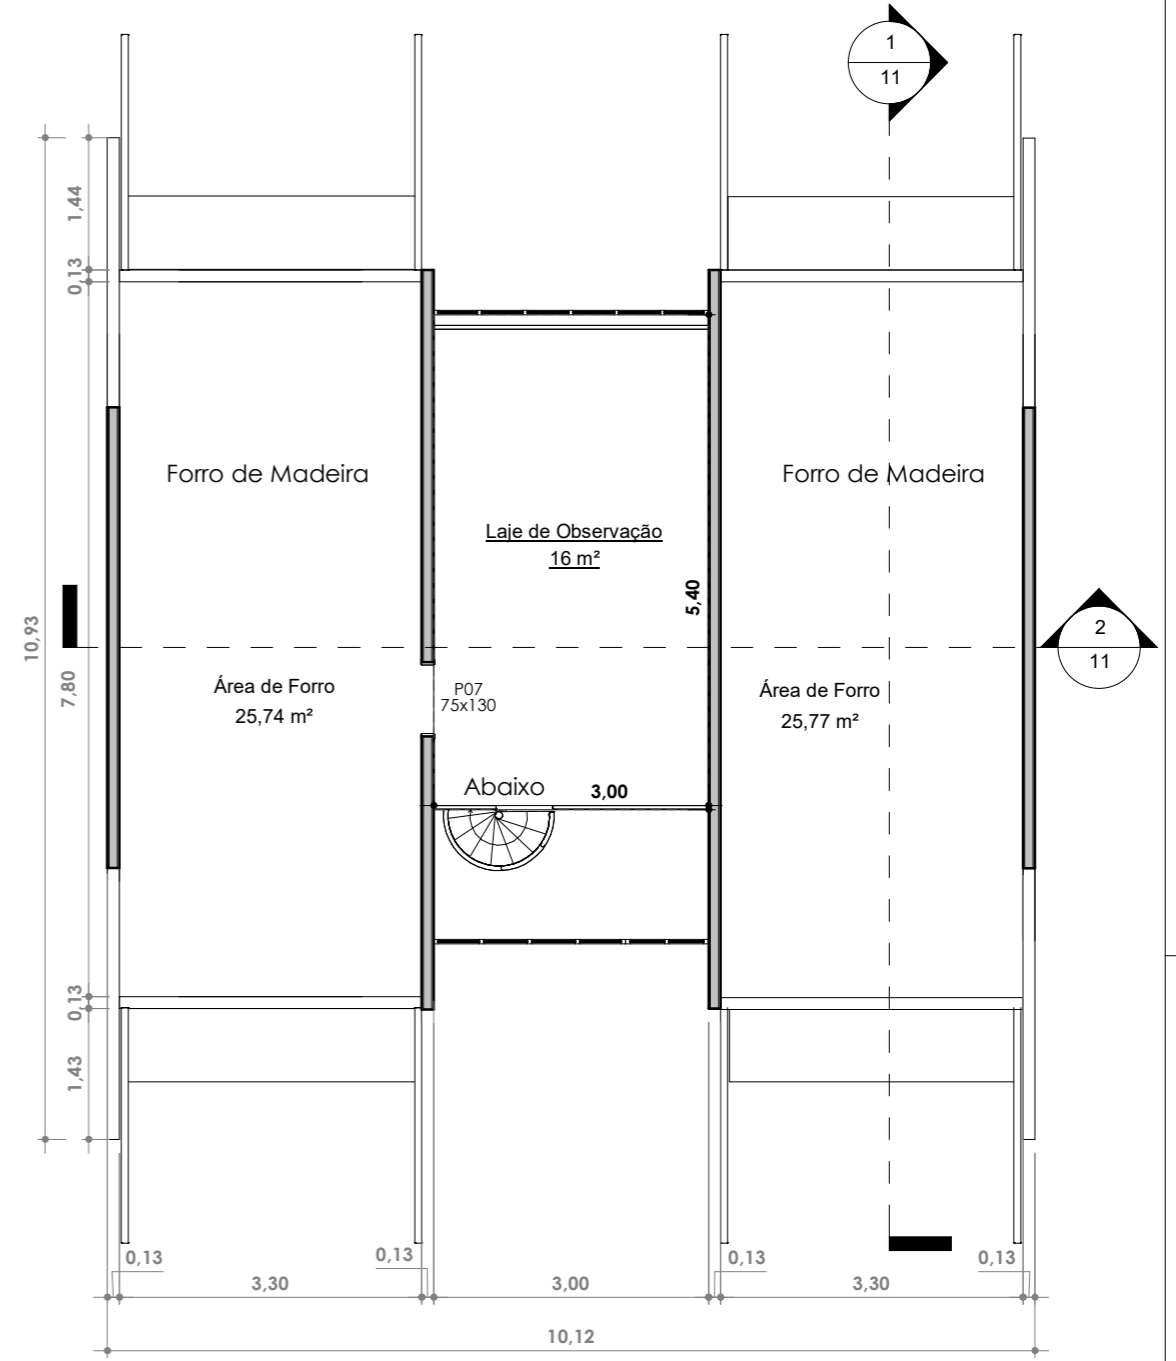 1
11
1,44
0,13
Forro de Madeira
Forro de Madeira
Laje de Observação
16 m²
5,40
10,93
7,80
2
11
Área de Forro
25,74 m²
P07
75x130
Área de Forro
25,77 m²
Abaixo
3,00
0,13
1,43
0,13
0,13
0,13
0,13
3,30
3,00
3,30
10,12